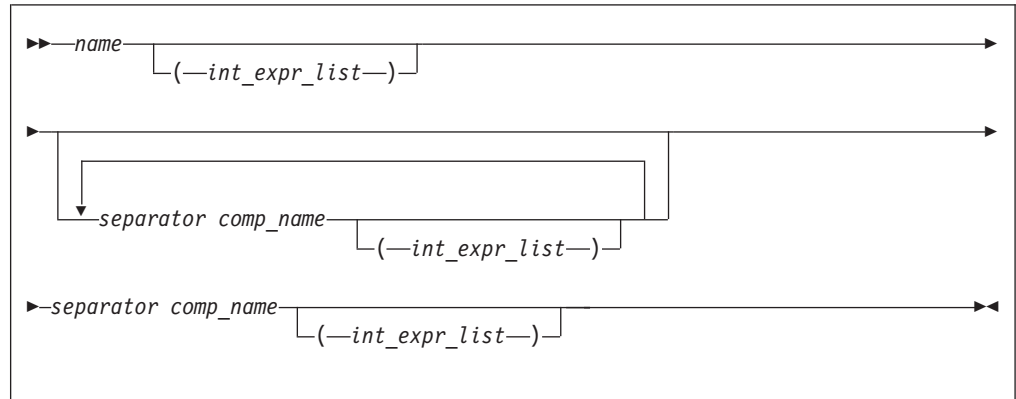 name
(int_expr_list)
separator comp_name
(int_expr_list)
separator comp_name
(int_expr_list)